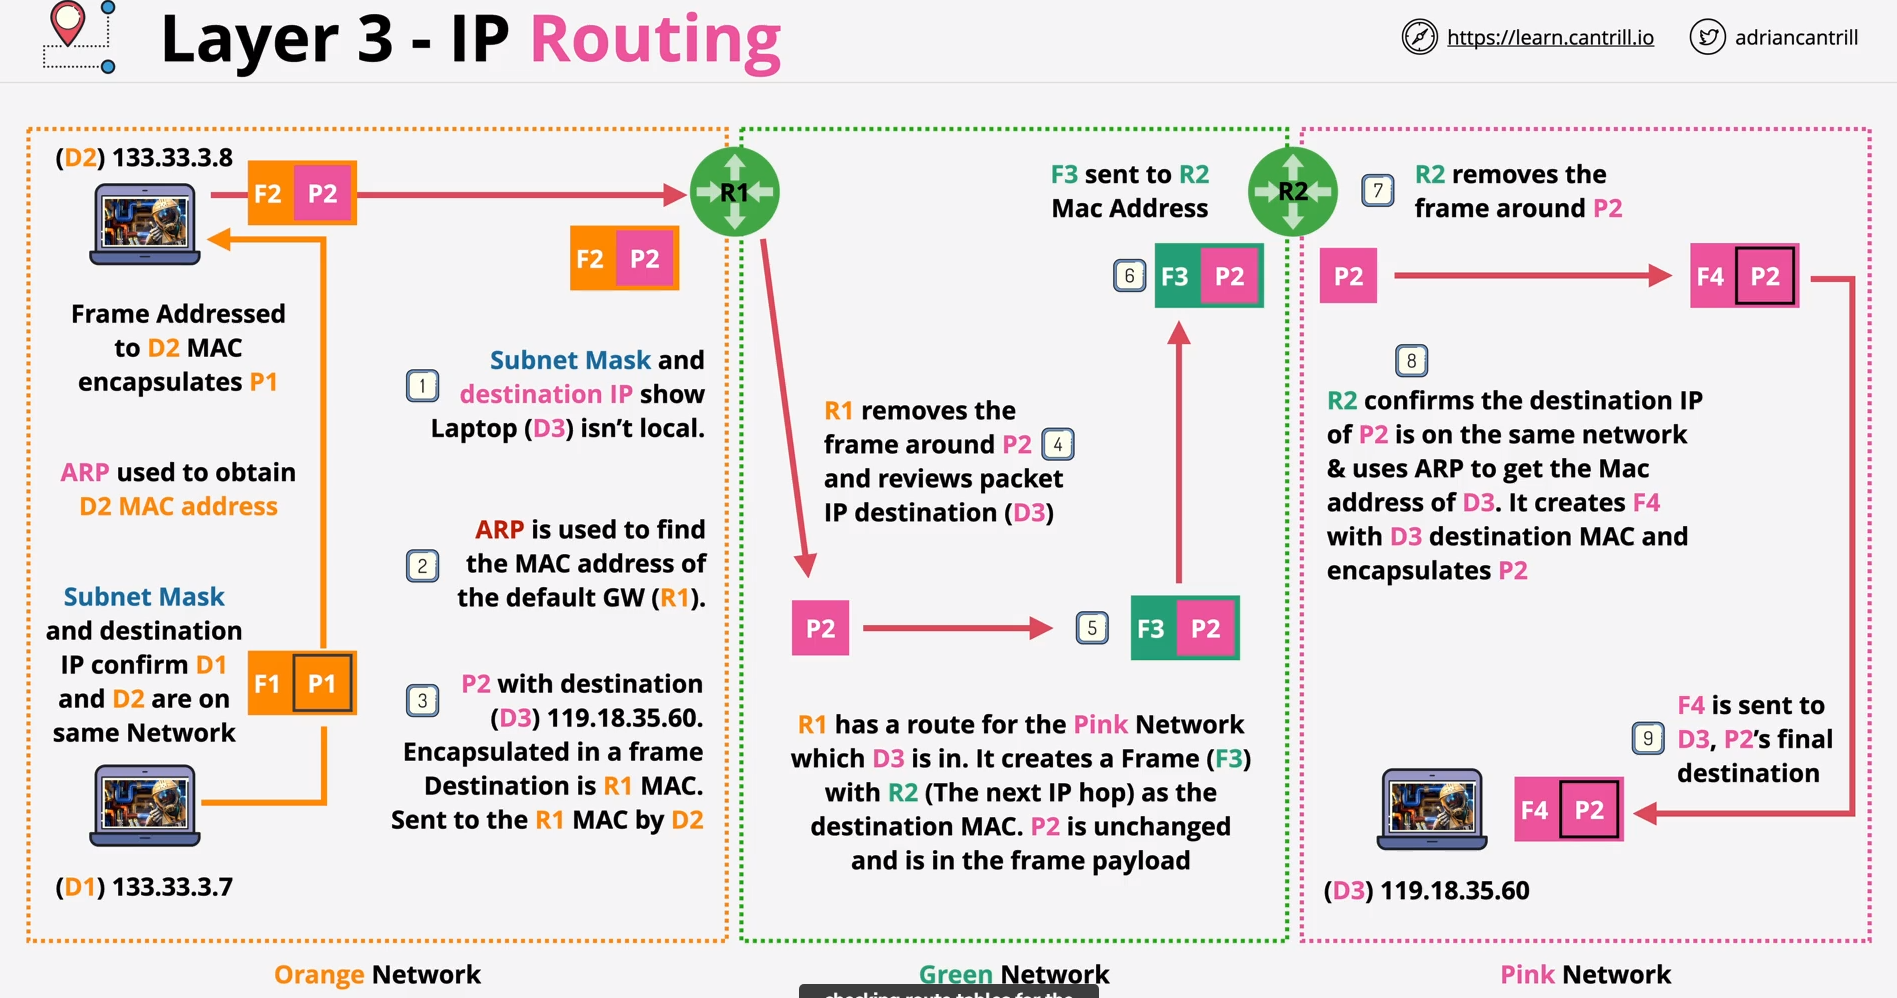 Layer 3 - IP Routing
https://learn.cantrill.io
adriancantrill
(D2) 133.33.3.8
F2 P2
R1
F2 P2
Frame Addressed
to D2 MAC
encapsulates P1
ARP used to obtain
D2 MAC address
Subnet Mask
and destination
IP confirm D1
and D2 are on
same Network
F1 P1
(D1) 133.33.3.7
1
Subnet Mask and
destination IP show
Laptop (D3) isn't local.
2
ARP is used to find
the MAC address of
the default GW (R1).
3
P2 with destination
(D3) 119.18.35.60.
Encapsulated in a frame
Destination is R1 MAC.
Sent to the R1 MAC by D2
Orange Network
R1 removes the
frame around P2 4
and reviews packet
IP destination (D3)
P2
5
F3 P2
R1 has a route for the Pink Network
which D3 is in. It creates a Frame (F3)
with R2 (The next IP hop) as the
destination MAC. P2 is unchanged
and is in the frame payload
F3 sent to R2
Mac Address
6
F3 P2
R2
Green Network
7
R2 removes the
frame around P2
P2
F4 P2
8
R2 confirms the destination IP
of P2 is on the same network
& uses ARP to get the Mac
address of D3. It creates F4
with D3 destination MAC and
encapsulates P2
9
F4 is sent to
D3, P2's final
destination
F4 P2
(D3) 119.18.35.60
Pink Network
checking route tables for the